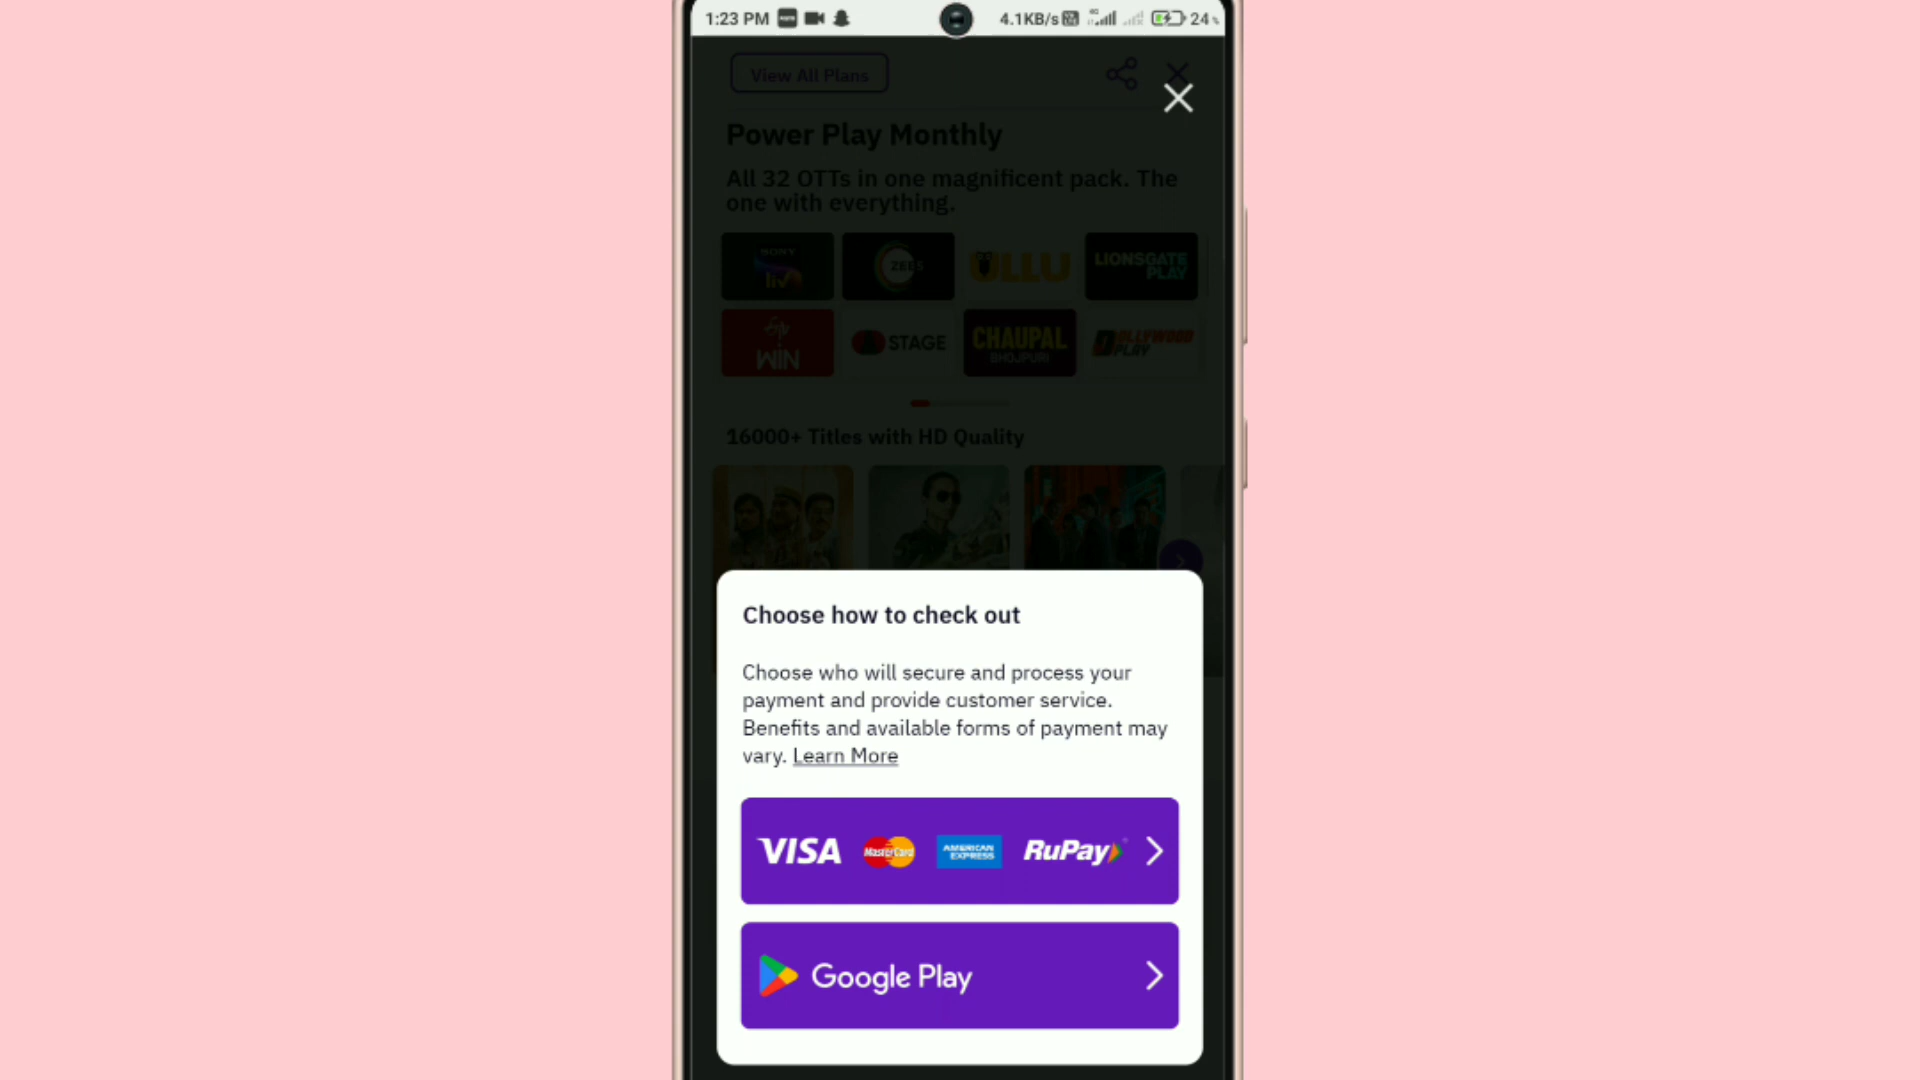 1:23 PM
4.1KB/s
4G
24%
View All Plans
Power Play Monthly
All 32 OTTs in one magnificent pack. The
one with everything.
SONY
liv
ZEE5
ULLU
LIONSGATE
PLAY
WIN
STAGE
CHAUPAL
BHOJPURI
DOLLYWOOD
PLAY
16000+ Titles with HD Quality
Choose how to check out
Choose who will secure and process your
payment and provide customer service.
Benefits and available forms of payment may
vary. Learn More
VISA MasterCard AMERICAN EXPRESS RuPay
Google Play